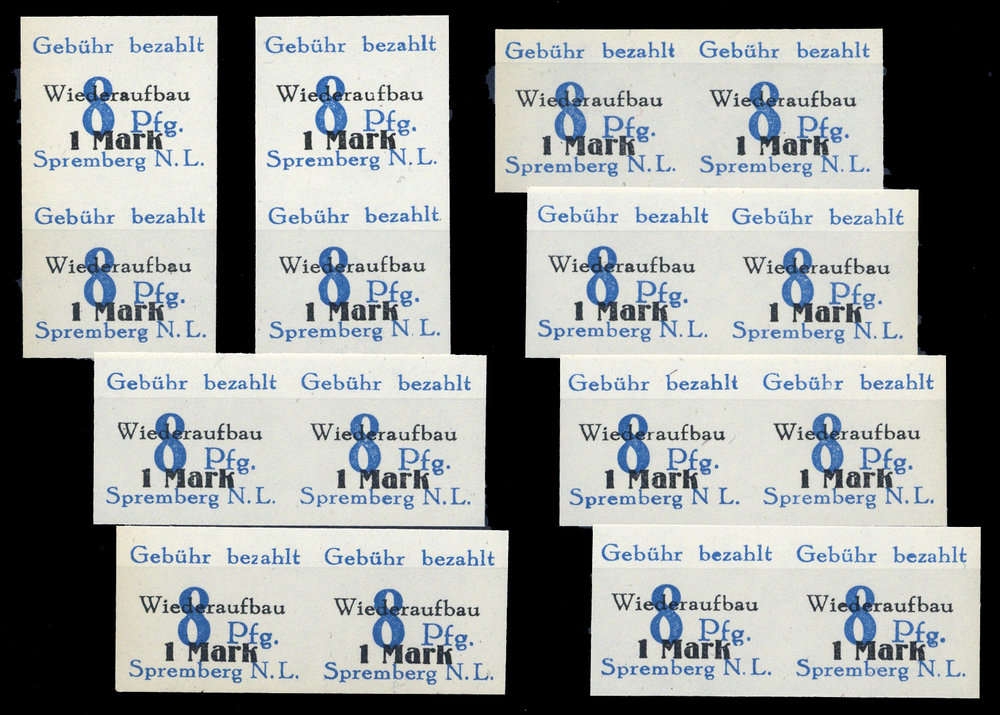 Gebühr bezahlt
Wiederaufbau
8 Pfg.
1 Mark
Spremberg N.L.
Gebühr bezahlt
Wiederaufbau
8 Pfg.
1 Mark
Spremberg N.L.
Gebühr bezahlt
Wiederaufbau
8 Pfg.
1 Mark
Spremberg N.L.
Gebühr bezahlt
Wiederaufbau
8 Pfg.
1 Mark
Spremberg N.L.
Gebühr bezahlt Gebühr bezahlt
Wiederaufbau Wiederaufbau
8 Pfg. 8 Pfg.
1 Mark 1 Mark
Spremberg N.L. Spremberg N.L.
Gebühr bezahlt Gebühr bezahlt
Wiederaufbau Wiederaufbau
8 Pfg. 8 Pfg.
1 Mark 1 Mark
Spremberg N.L. Spremberg N.L.
Gebühr bezahlt Gebühr bezahlt
Wiederaufbau Wiederaufbau
8 Pfg. 8 Pfg.
1 Mark 1 Mark
Spremberg N.L. Spremberg N.L.
Gebühr bezahlt Gebühr bezahlt
Wiederaufbau Wiederaufbau
8 Pfg. 8 Pfg.
1 Mark 1 Mark
Spremberg N.L. Spremberg N.L.
Gebühr bezahlt Gebühr bezahlt
Wiederaufbau Wiederaufbau
8 Pfg. 8 Pfg.
1 Mark 1 Mark
Spremberg N.L. Spremberg N.L.
Gebühr bezahlt Gebühr bezahlt
Wiederaufbau Wiederaufbau
8 Pfg. 8 Pfg.
1 Mark 1 Mark
Spremberg N.L. Spremberg N.L.